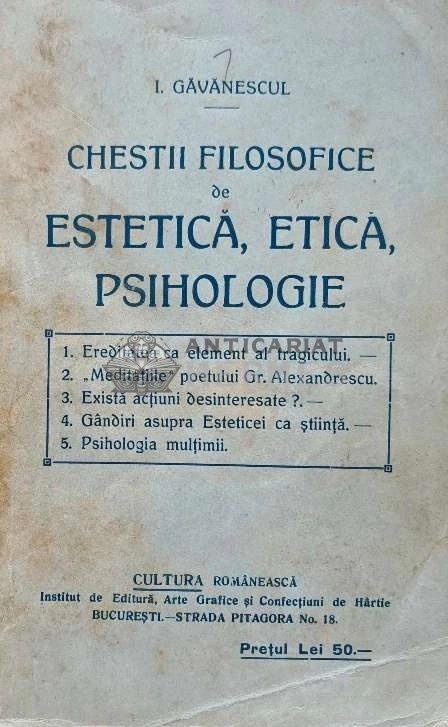 I. GĂVĂNESCUL
CHESTII FILOSOFICE
de
ESTETICĂ, ETICĂ,
PSIHOLOGIE
ANTICARIAT
1. Ereditatea ca element al tragicului. —
2. „Meditațiile" poetului Gr. Alexandrescu.
3. Există acțiuni desinteresate ?. —
4. Gândiri asupra Esteticei ca știință. —
5. Psihologia mulțimii.
CULTURA ROMÂNEASCĂ
Institut de Editură, Arte Grafice și Confecțiuni de Hârtie
BUCUREȘTI.—STRADA PITAGORA No. 18.
Prețul Lei 50.—